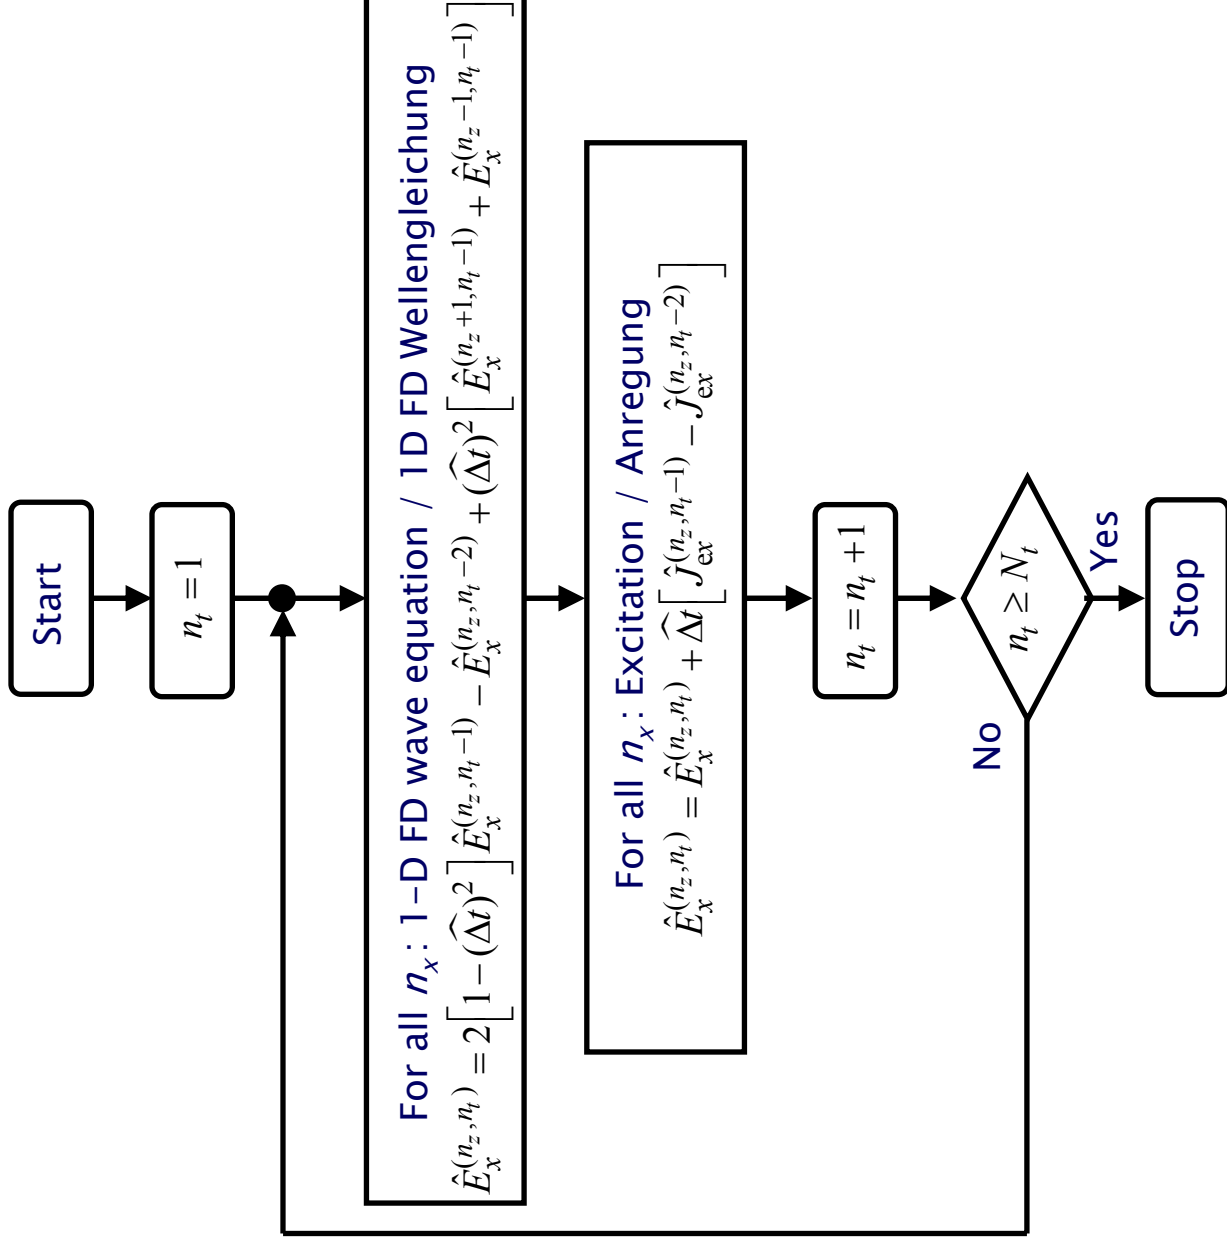 Start
n_t = 1
For all n_x: 1-D FD wave equation / 1D FD Wellengleichung
Ê_x^(n_z,n_t) = 2[1−(Δ̂t)^2]Ê_x^(n_z,n_t−1) − Ê_x^(n_z,n_t−2) + (Δ̂t)^2[Ê_x^(n_z+1,n_t−1) + Ê_x^(n_z−1,n_t−1)]
For all n_x: Excitation / Anregung
Ê_x^(n_z,n_t) = Ê_x^(n_z,n_t) + Δ̂t[Ĵ_ex^(n_z,n_t−1) − Ĵ_ex^(n_z,n_t−2)]
n_t = n_t + 1
n_t ≥ N_t
No
Yes
Stop